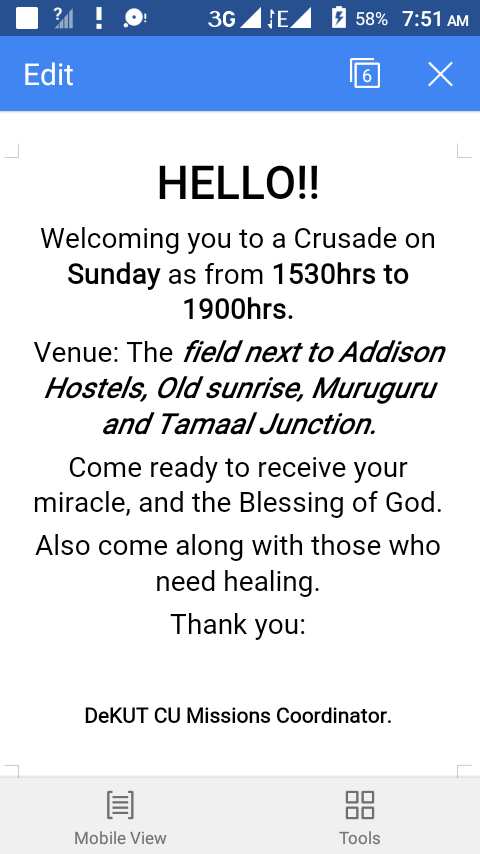 3G E 58% 7:51 AM
Edit 6
HELLO!!
Welcoming you to a Crusade on
Sunday as from 1530hrs to
1900hrs.
Venue: The field next to Addison
Hostels, Old sunrise, Muruguru
and Tamaal Junction.
Come ready to receive your
miracle, and the Blessing of God.
Also come along with those who
need healing.
Thank you:
DeKUT CU Missions Coordinator.
Mobile View Tools